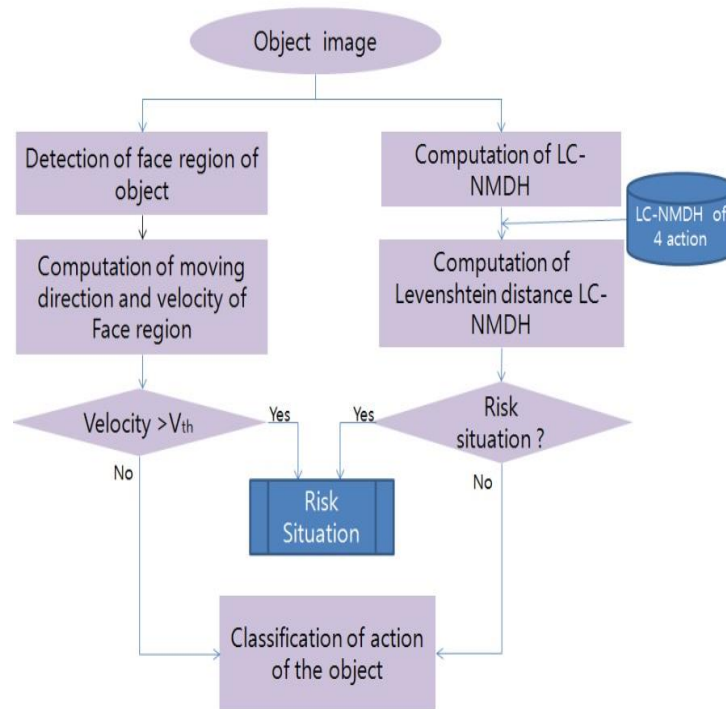 Object image
Detection of face region of
object
Computation of LC-
NMDH
LC-NMDH of
4 action
Computation of moving
direction and velocity of
Face region
Computation of
Levenshtein distance LC-
NMDH
Velocity >Vth
Yes
Yes
Risk
situation ?
No
No
Risk
Situation
Classification of action
of the object